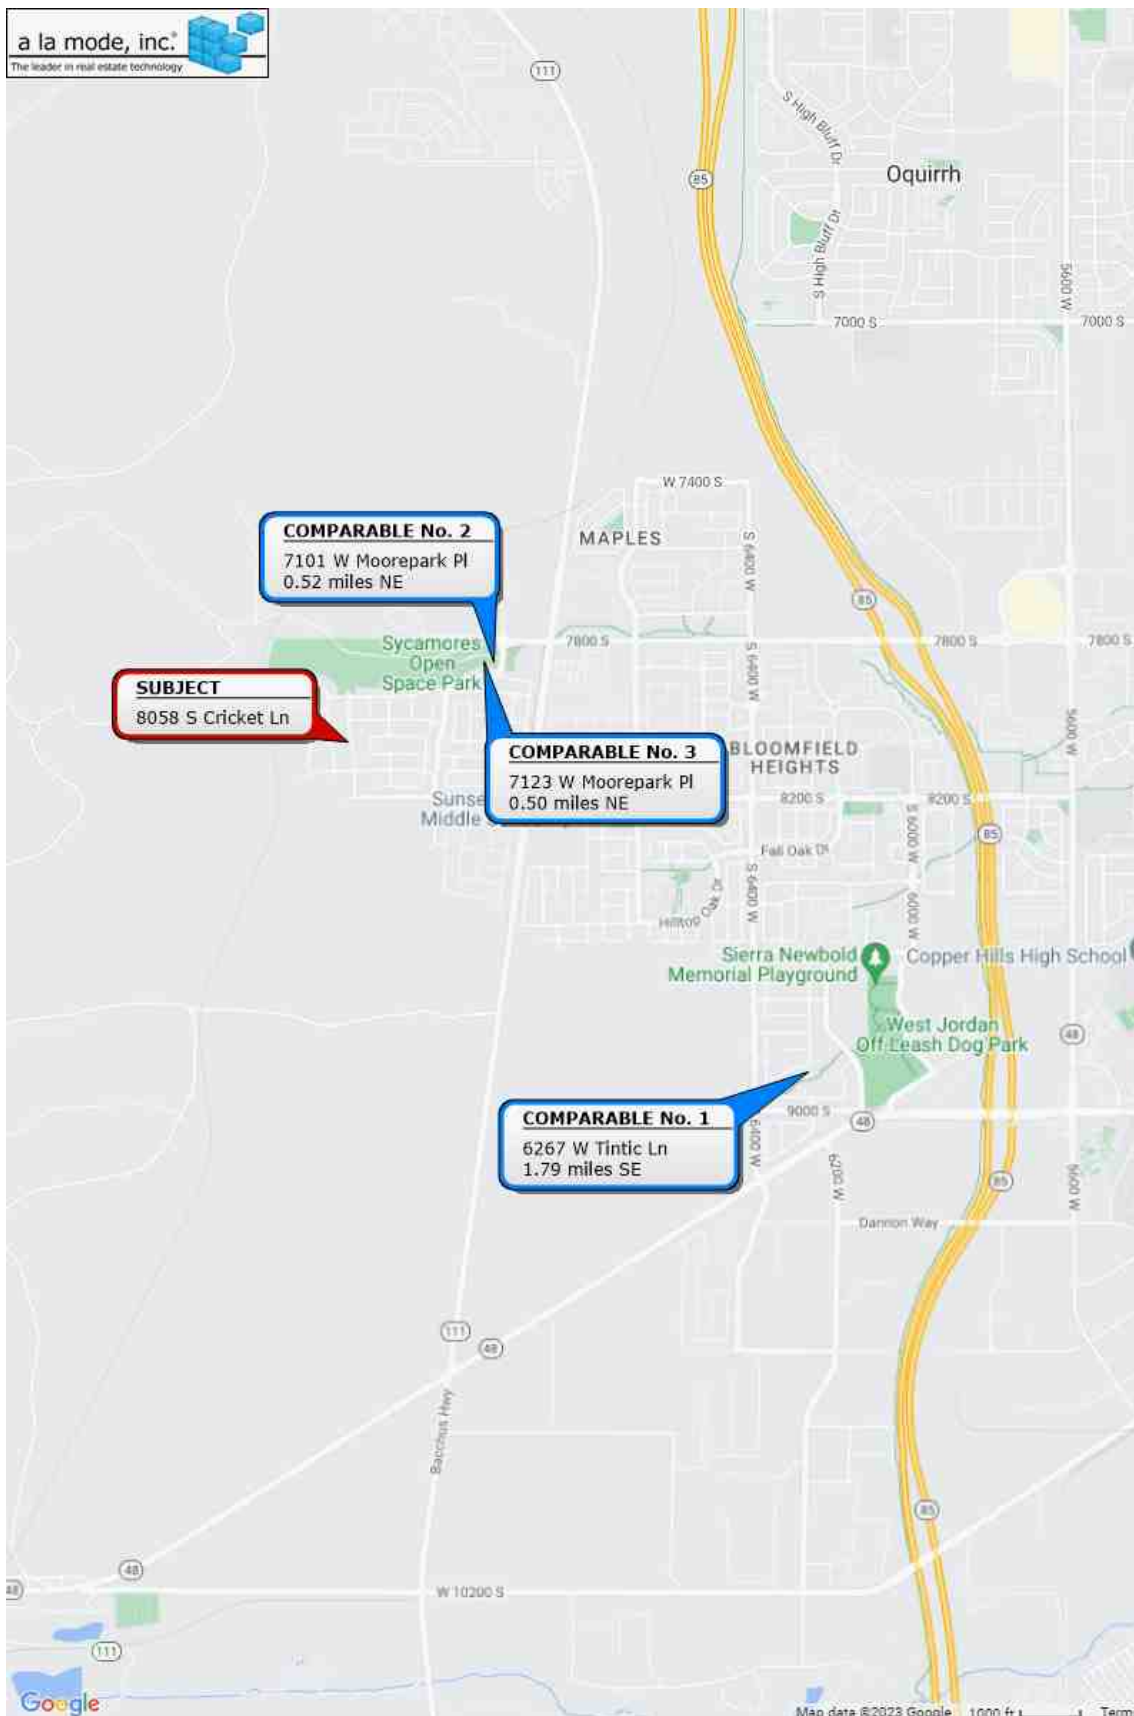 a la mode, inc.®
The leader in real estate technology
111
S High Bluff Dr
85
Oquirrh
S High Bluff Dr
5600 W
7000 S
7000 S
W 7400 S
COMPARABLE No. 2
7101 W Moorepark Pl
0.52 miles NE
MAPLES
S 6400 W
85
Sycamores
Open
Space Park
7800 S
7800 S
7800 S
S 6400 W
SUBJECT
8058 S Cricket Ln
5600 W
COMPARABLE No. 3
7123 W Moorepark Pl
0.50 miles NE
BLOOMFIELD
HEIGHTS
Sunse
Middle
8200 S
8200 S
S 6000 W
85
Fall Oak Dr
S 6400 W
Hilltop Oak Dr
6000 W
Sierra Newbold
Memorial Playground
Copper Hills High School
West Jordan
Off-Leash Dog Park
48
COMPARABLE No. 1
6267 W Tintic Ln
1.79 miles SE
9000 S
48
6400 W
6200 W
5600 W
85
Dannon Way
111
48
Bacchus Hwy
85
48
48
W 10200 S
111
Google
Map data ©2023 Google
1000 ft
Term